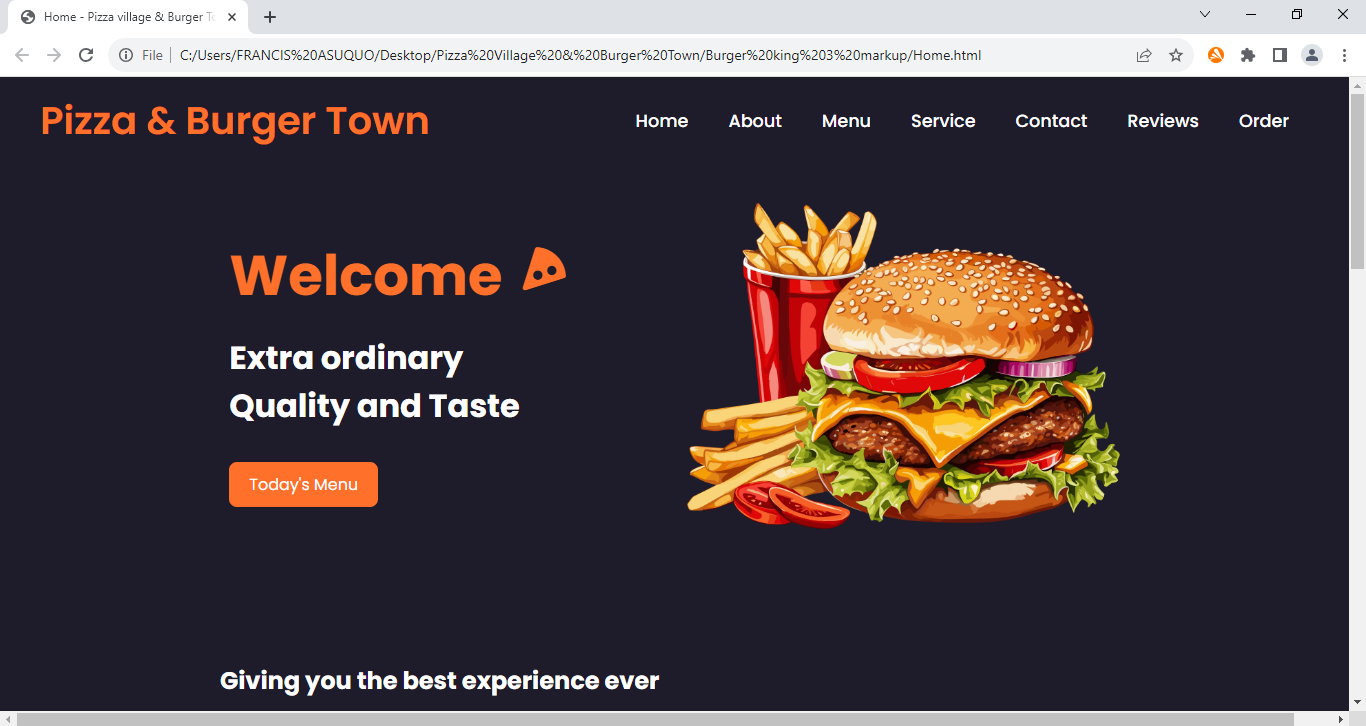 Home - Pizza village & Burger T
File
C:/Users/FRANCIS%20ASUQUO/Desktop/Pizza%20Village%20&%20Burger%20Town/Burger%20king%203%20markup/Home.html
Pizza & Burger Town
Home About Menu Service Contact Reviews Order
Welcome
Extra ordinary
Quality and Taste
Today's Menu
Giving you the best experience ever